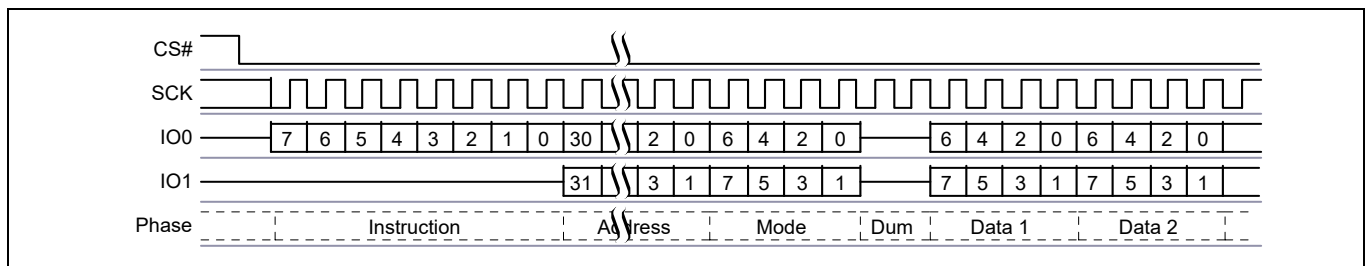 CS#
SCK
IO0 7 6 5 4 3 2 1 0 30 2 0 6 4 2 0 6 4 2 0 6 4 2 0
IO1 31 3 1 7 5 3 1 7 5 3 1 7 5 3 1
Phase Instruction Address Mode Dum Data 1 Data 2